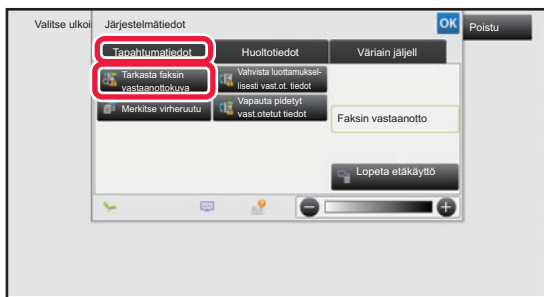 Valitse ulkoi
Järjestelmätiedot
OK
Poistu
Tapahtumatiedot
Huoltotiedot
Väriain jäljell
Tarkasta faksin
vastaanottokuva
Vahvista luottamuksel-
lisesti vast.ot. tiedot
Merkitse virheruutu
Vapauta pidetyt
vast.otetut tiedot
Faksin vastaanotto
Lopeta etäkäyttö